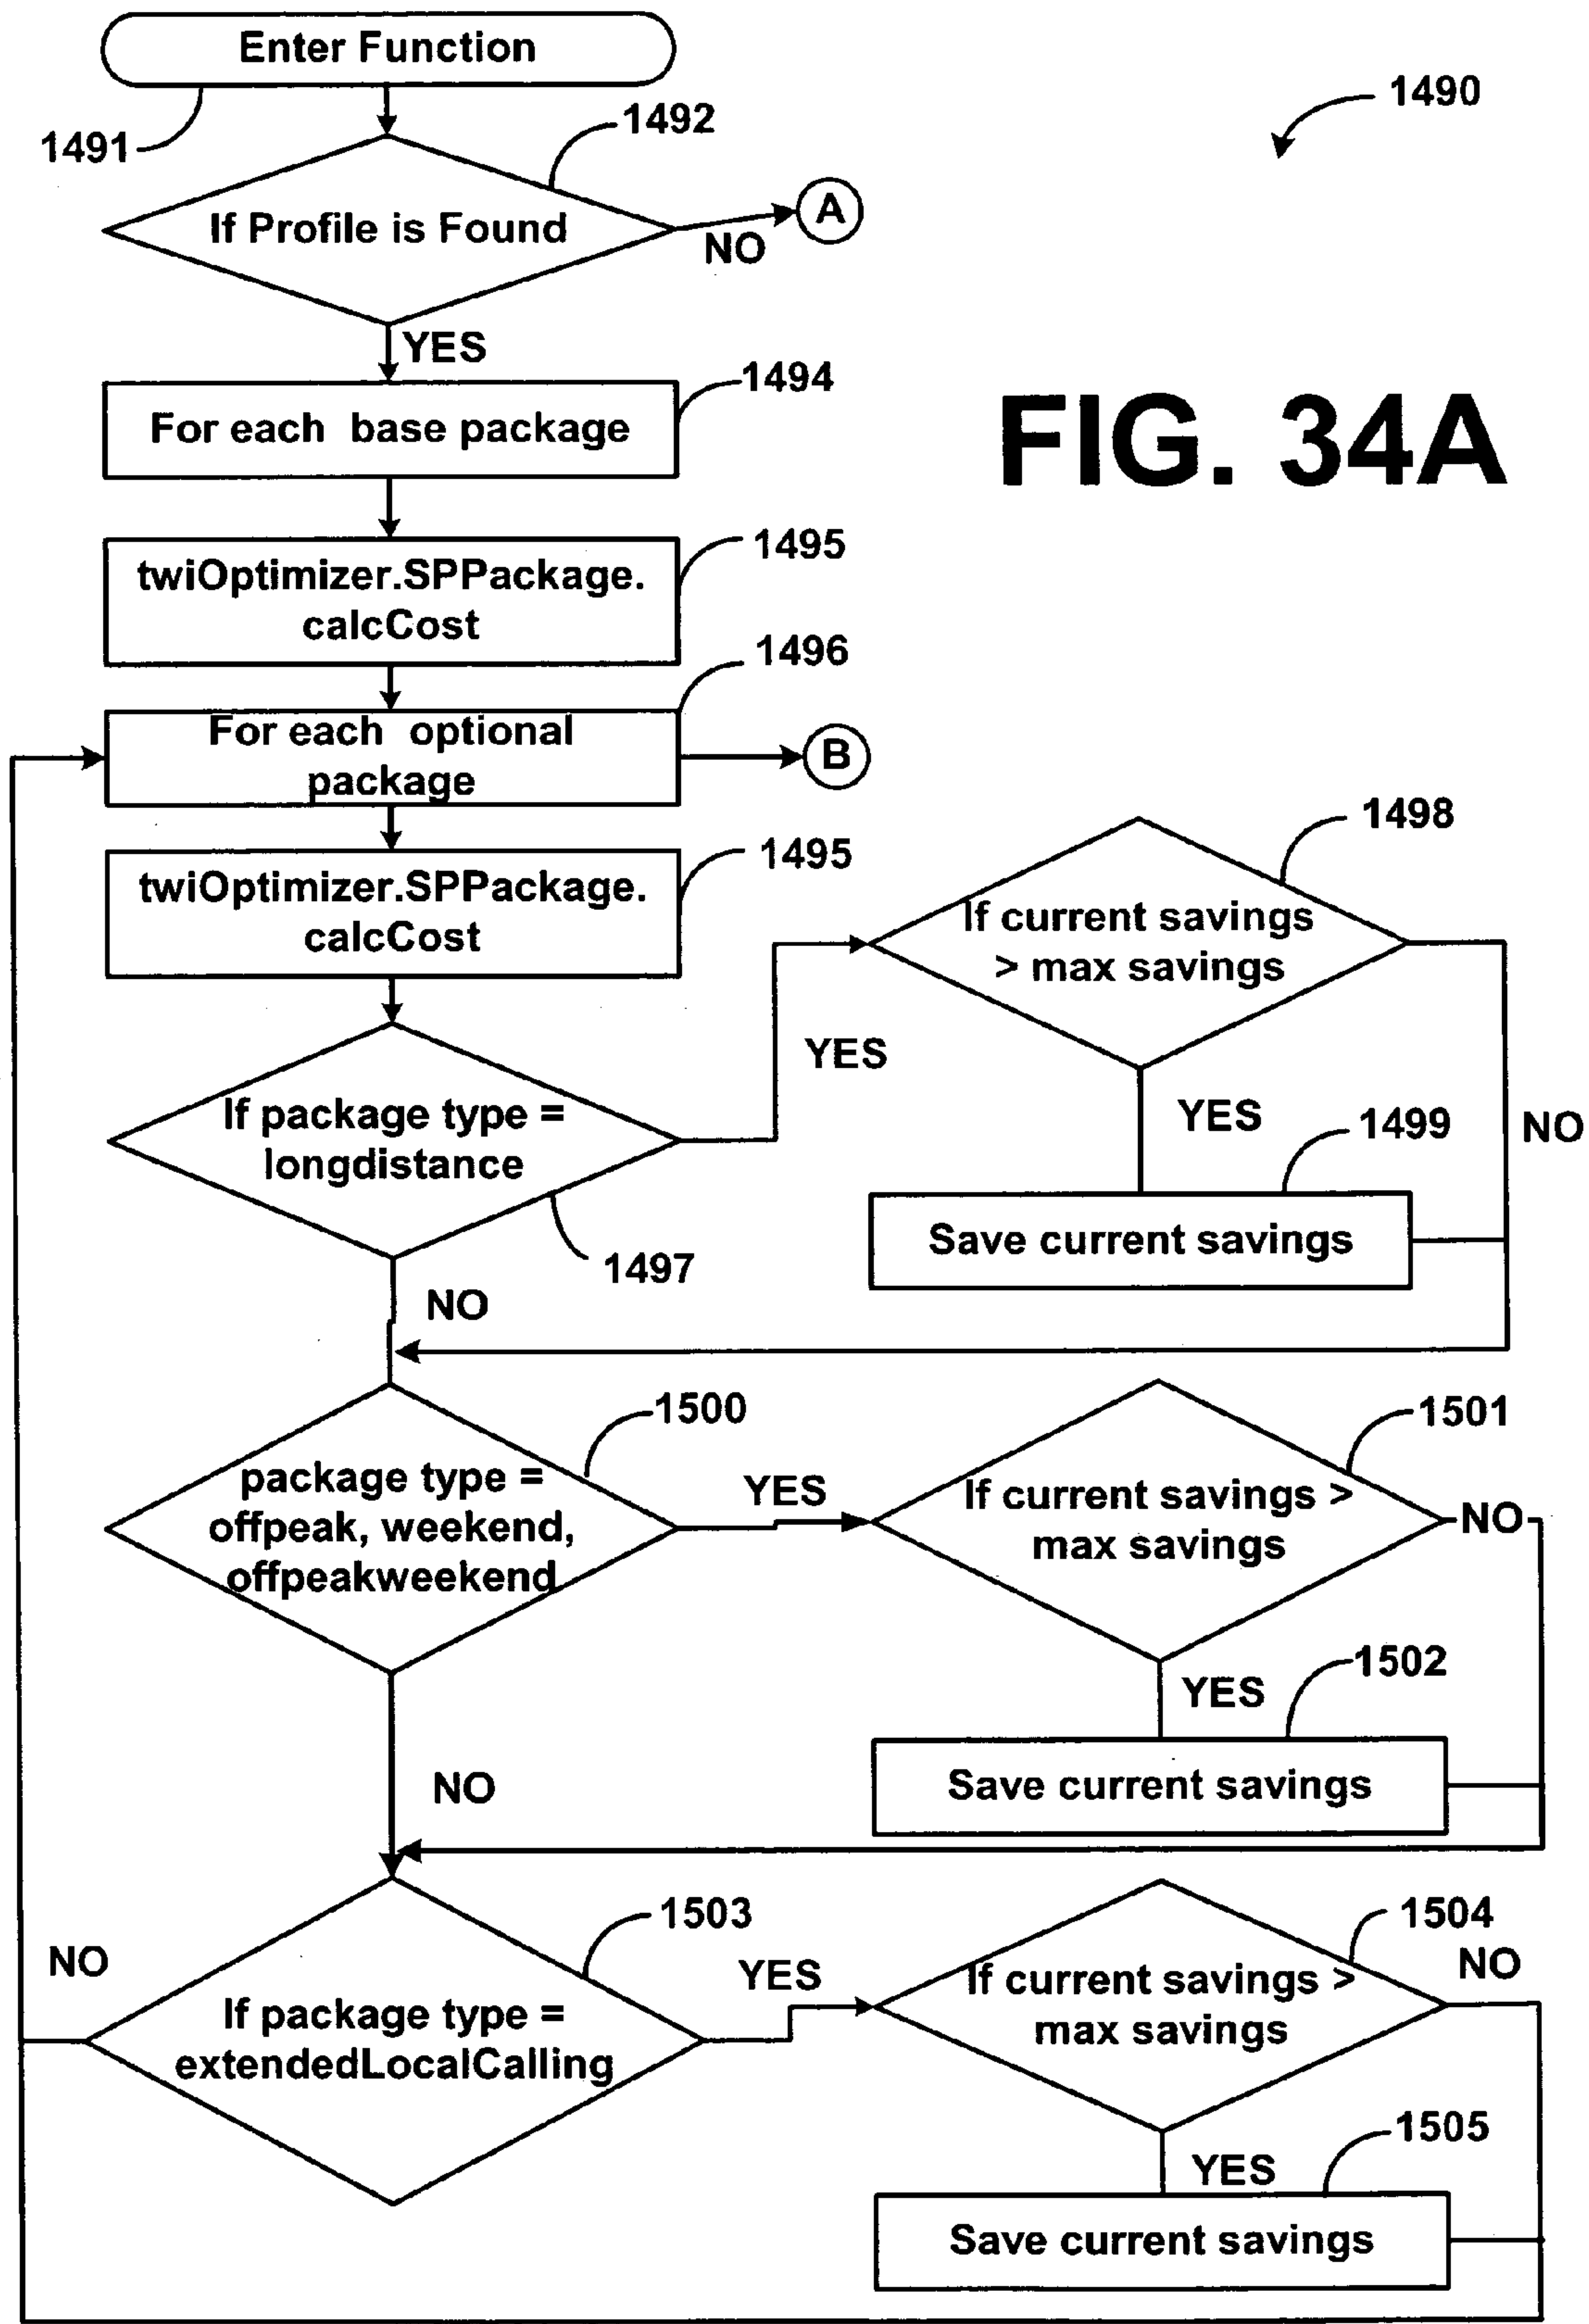 Enter Function
1490
1491
1492
If Profile is Found
A
NO
YES
1494
For each base package
FIG. 34A
1495
twiOptimizer.SPPackage.
calcCost
1496
For each optional
package
B
1495
twiOptimizer.SPPackage.
calcCost
1498
If current savings
> max savings
YES
If package type =
longdistance
YES
1499
NO
Save current savings
1497
NO
1500
1501
package type =
offpeak, weekend,
offpeakweekend
YES
If current savings >
max savings
NO
1502
YES
NO
Save current savings
1503
1504
NO
YES
If current savings >
max savings
NO
If package type =
extendedLocalCalling
1505
YES
Save current savings